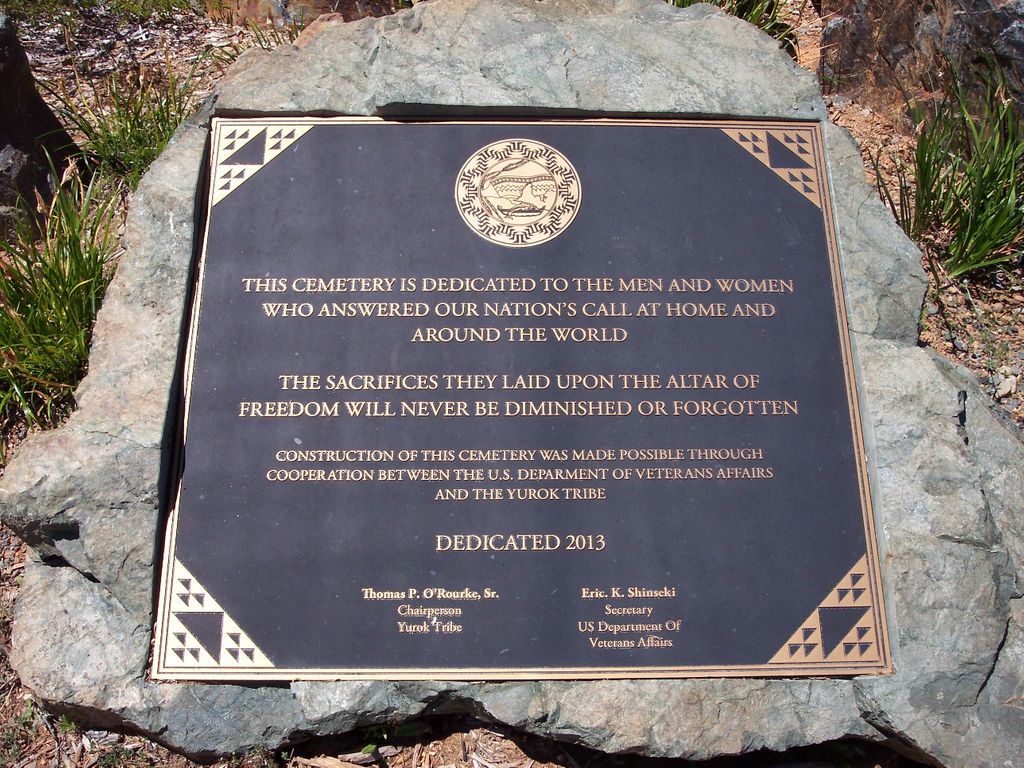 THIS CEMETERY IS DEDICATED TO THE MEN AND WOMEN
WHO ANSWERED OUR NATION'S CALL AT HOME AND
AROUND THE WORLD
THE SACRIFICES THEY LAID UPON THE ALTAR OF
FREEDOM WILL NEVER BE DIMINISHED OR FORGOTTEN
CONSTRUCTION OF THIS CEMETERY WAS MADE POSSIBLE THROUGH
COOPERATION BETWEEN THE U.S. DEPARMENT OF VETERANS AFFAIRS
AND THE YUROK TRIBE
DEDICATED 2013
Thomas P. O'Rourke, Sr.
Chairperson
Yurok Tribe
Eric. K. Shinseki
Secretary
US Department Of
Veterans Affairs